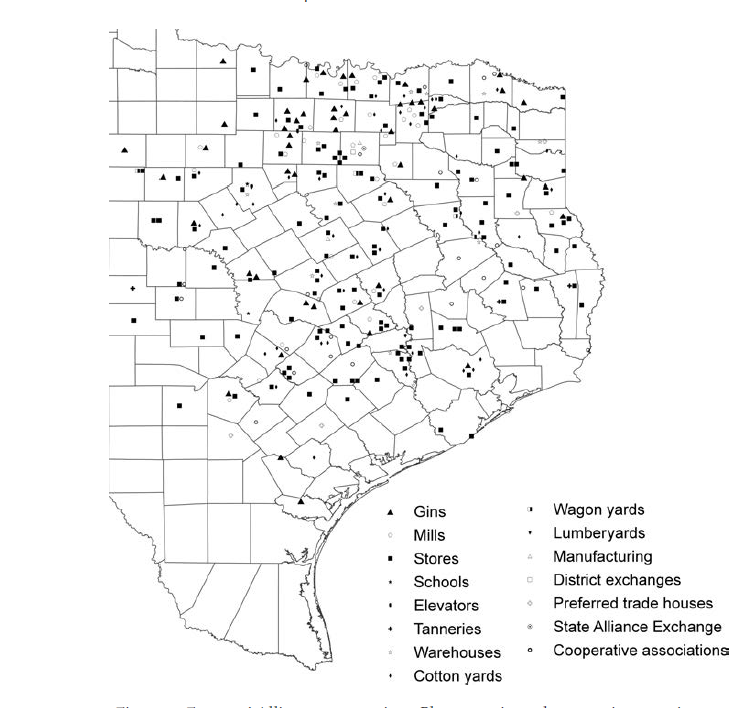 Gins
Mills
Stores
Schools
Elevators
Tanneries
Warehouses
Cotton yards
Wagon yards
Lumberyards
Manufacturing
District exchanges
Preferred trade houses
State Alliance Exchange
Cooperative associations